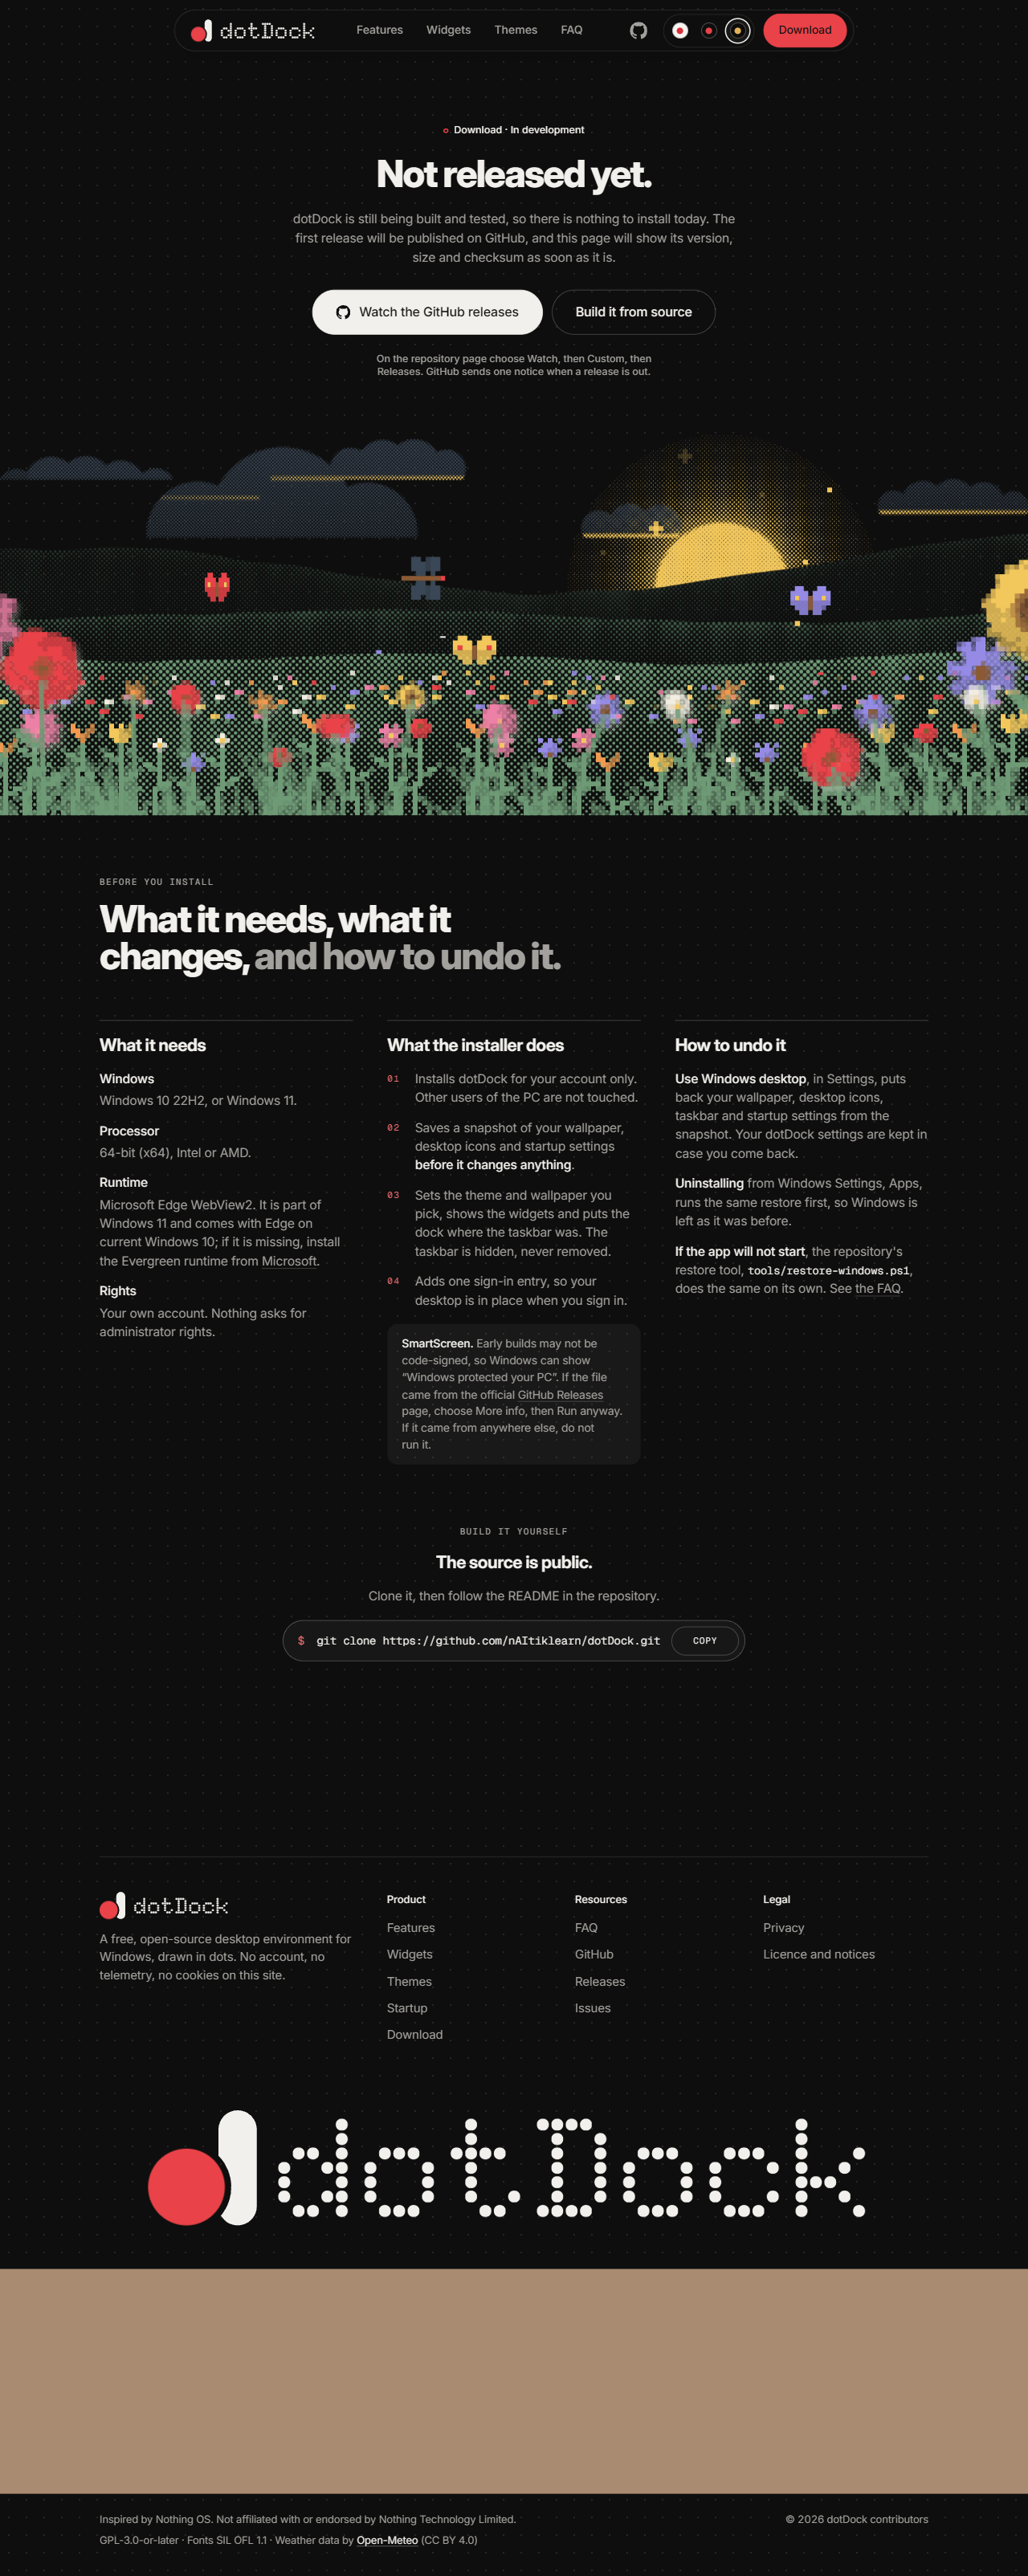 dotDock
Features
Widgets
Themes
FAQ
Download
Download · In development
Not released yet.
dotDock is still being built and tested, so there is nothing to install today. The
first release will be published on GitHub, and this page will show its version,
size and checksum as soon as it is.
Watch the GitHub releases
Build it from source
On the repository page choose Watch, then Custom, then
Releases. GitHub sends one notice when a release is out.
BEFORE YOU INSTALL
What it needs, what it
changes, and how to undo it.
What it needs
Windows
Windows 10 22H2, or Windows 11.
Processor
64-bit (x64), Intel or AMD.
Runtime
Microsoft Edge WebView2. It is part of
Windows 11 and comes with Edge on
current Windows 10; if it is missing, install
the Evergreen runtime from Microsoft.
Rights
Your own account. Nothing asks for
administrator rights.
What the installer does
01 Installs dotDock for your account only.
Other users of the PC are not touched.
02 Saves a snapshot of your wallpaper,
desktop icons and startup settings
before it changes anything.
03 Sets the theme and wallpaper you
pick, shows the widgets and puts the
dock where the taskbar was. The
taskbar is hidden, never removed.
04 Adds one sign-in entry, so your
desktop is in place when you sign in.
SmartScreen. Early builds may not be
code-signed, so Windows can show
“Windows protected your PC”. If the file
came from the official GitHub Releases
page, choose More info, then Run anyway.
If it came from anywhere else, do not
run it.
How to undo it
Use Windows desktop, in Settings, puts
back your wallpaper, desktop icons,
taskbar and startup settings from the
snapshot. Your dotDock settings are kept in
case you come back.
Uninstalling from Windows Settings, Apps,
runs the same restore first, so Windows is
left as it was before.
If the app will not start, the repository's
restore tool, tools/restore-windows.ps1,
does the same on its own. See the FAQ.
BUILD IT YOURSELF
The source is public.
Clone it, then follow the README in the repository.
$ git clone https://github.com/nAItiklearn/dotDock.git
COPY
dotDock
A free, open-source desktop environment for
Windows, drawn in dots. No account, no
telemetry, no cookies on this site.
Product
Features
Widgets
Themes
Startup
Download
Resources
FAQ
GitHub
Releases
Issues
Legal
Privacy
Licence and notices
dotDock
Inspired by Nothing OS. Not affiliated with or endorsed by Nothing Technology Limited.
© 2026 dotDock contributors
GPL-3.0-or-later · Fonts SIL OFL 1.1 · Weather data by Open-Meteo (CC BY 4.0)